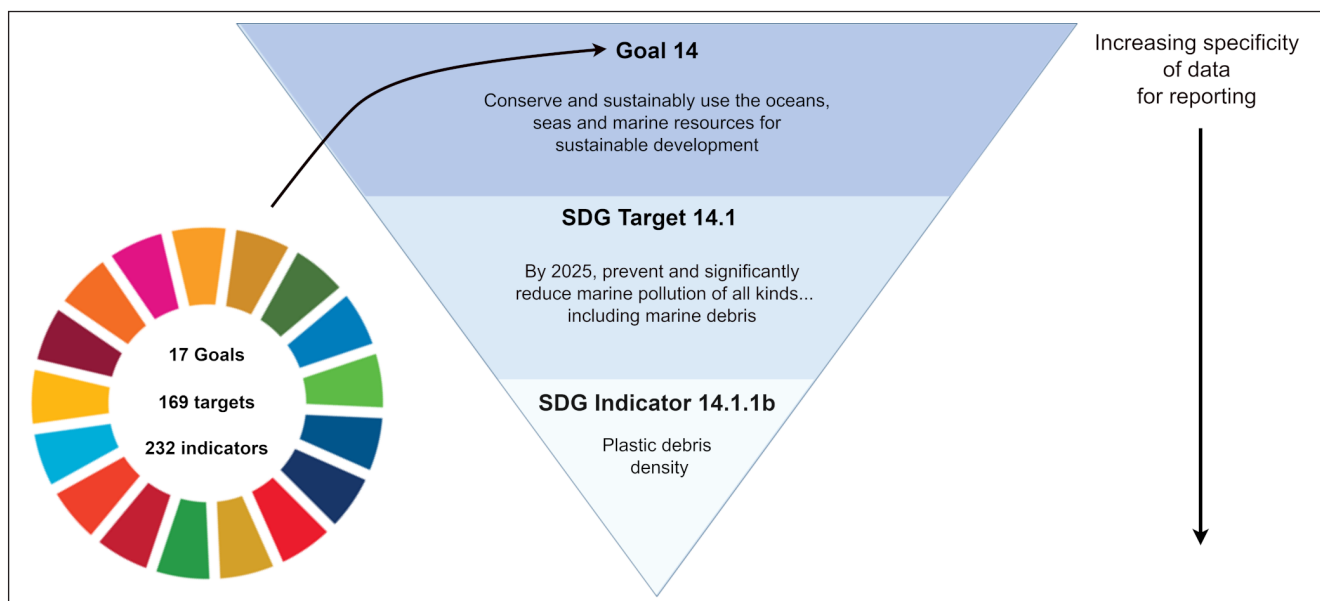 Goal 14
Conserve and sustainably use the oceans,
seas and marine resources for
sustainable development
SDG Target 14.1
By 2025, prevent and significantly
reduce marine pollution of all kinds...
including marine debris
SDG Indicator 14.1.1b
Plastic debris
density
17 Goals
169 targets
232 indicators
Increasing specificity
of data
for reporting